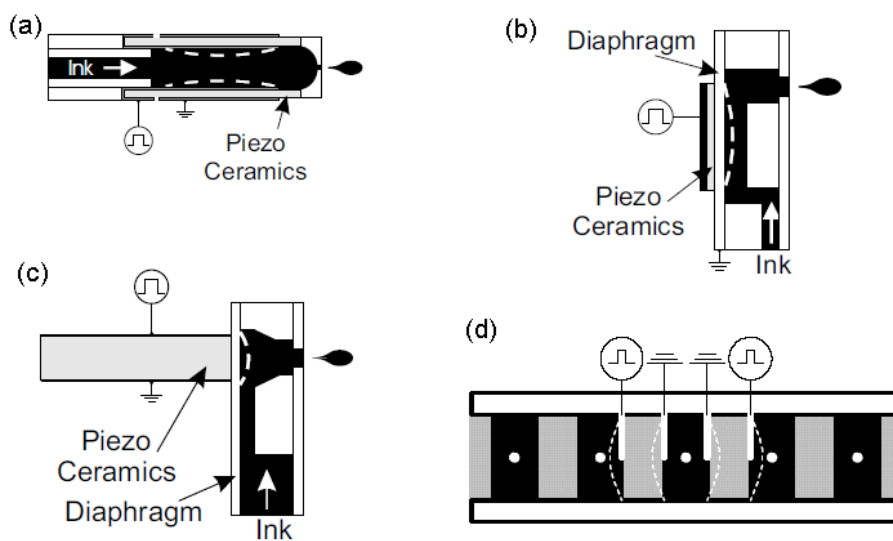 (a)
Ink
Piezo
Ceramics
(b)
Diaphragm
Piezo
Ceramics
Ink
(c)
Piezo
Ceramics
Diaphragm
Ink
(d)